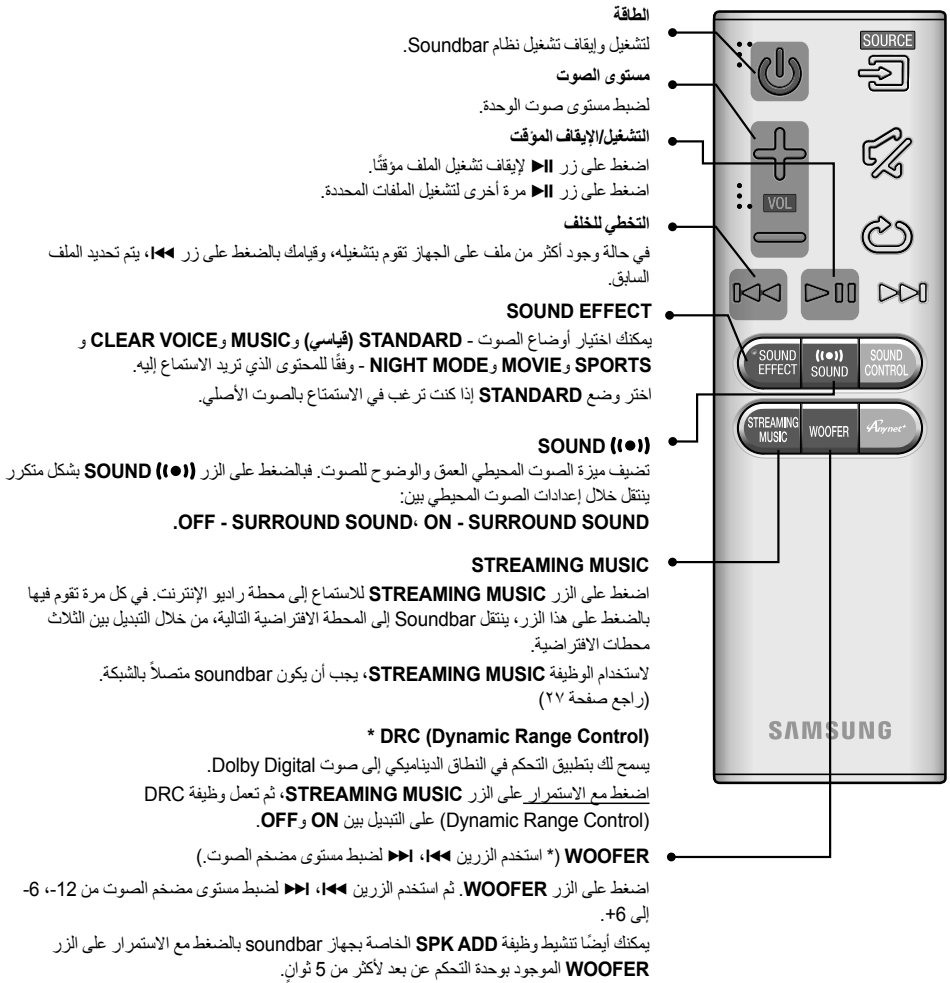 الطاقة
لتشغيل وإيقاف تشغيل نظام Soundbar.
مستوى الصوت
لضبط مستوى صوت الوحدة.
التشغيل/الإيقاف المؤقت
اضغط على زر ►II لإيقاف تشغيل الملف مؤقتًا.
اضغط على زر ►II مرة أخرى لتشغيل الملفات المحددة.
التخطي للخلف
في حالة وجود أكثر من ملف على الجهاز تقوم بتشغيله، وقيامك بالضغط على زر I◄◄، يتم تحديد الملف
السابق.
SOUND EFFECT
يمكنك اختيار أوضاع الصوت - STANDARD (قياسي) وMUSIC وCLEAR VOICE و
SPORTS وMOVIE وNIGHT MODE - وفقًا للمحتوى الذي تريد الاستماع إليه.
اختر وضع STANDARD إذا كنت ترغب في الاستمتاع بالصوت الأصلي.
SOUND ((●))
تضيف ميزة الصوت المحيطي العمق والوضوح للصوت. فبالضغط على الزر SOUND ((●)) بشكل متكرر
ينتقل خلال إعدادات الصوت المحيطي بين:
OFF - SURROUND SOUND، ON - SURROUND SOUND.
STREAMING MUSIC
اضغط على الزر STREAMING MUSIC للاستماع إلى محطة راديو الإنترنت. في كل مرة تقوم فيها
بالضغط على هذا الزر، ينتقل Soundbar إلى المحطة الافتراضية التالية، من خلال التبديل بين الثلاث
محطات الافتراضية.
لاستخدام الوظيفة STREAMING MUSIC، يجب أن يكون soundbar متصلاً بالشبكة.
(راجع صفحة ٢٧)
* DRC (Dynamic Range Control)
يسمح لك بتطبيق التحكم في النطاق الديناميكي إلى صوت Dolby Digital.
اضغط مع الاستمرار على الزر STREAMING MUSIC، ثم تعمل وظيفة DRC
(Dynamic Range Control) على التبديل بين ON وOFF.
WOOFER (* استخدم الزرين I◄◄، ►►I لضبط مستوى مضخم الصوت.)
اضغط على الزر WOOFER. ثم استخدم الزرين I◄◄، ►►I لضبط مستوى مضخم الصوت من 12-، 6-
إلى 6+.
يمكنك أيضًا تنشيط وظيفة SPK ADD الخاصة بجهاز soundbar بالضغط مع الاستمرار على الزر
WOOFER الموجود بوحدة التحكم عن بعد لأكثر من 5 ثوانٍ.
SOURCE
VOL
* SOUND
EFFECT
((●))
SOUND
SOUND
CONTROL
STREAMING
MUSIC
WOOFER
Anynet+
SAMSUNG